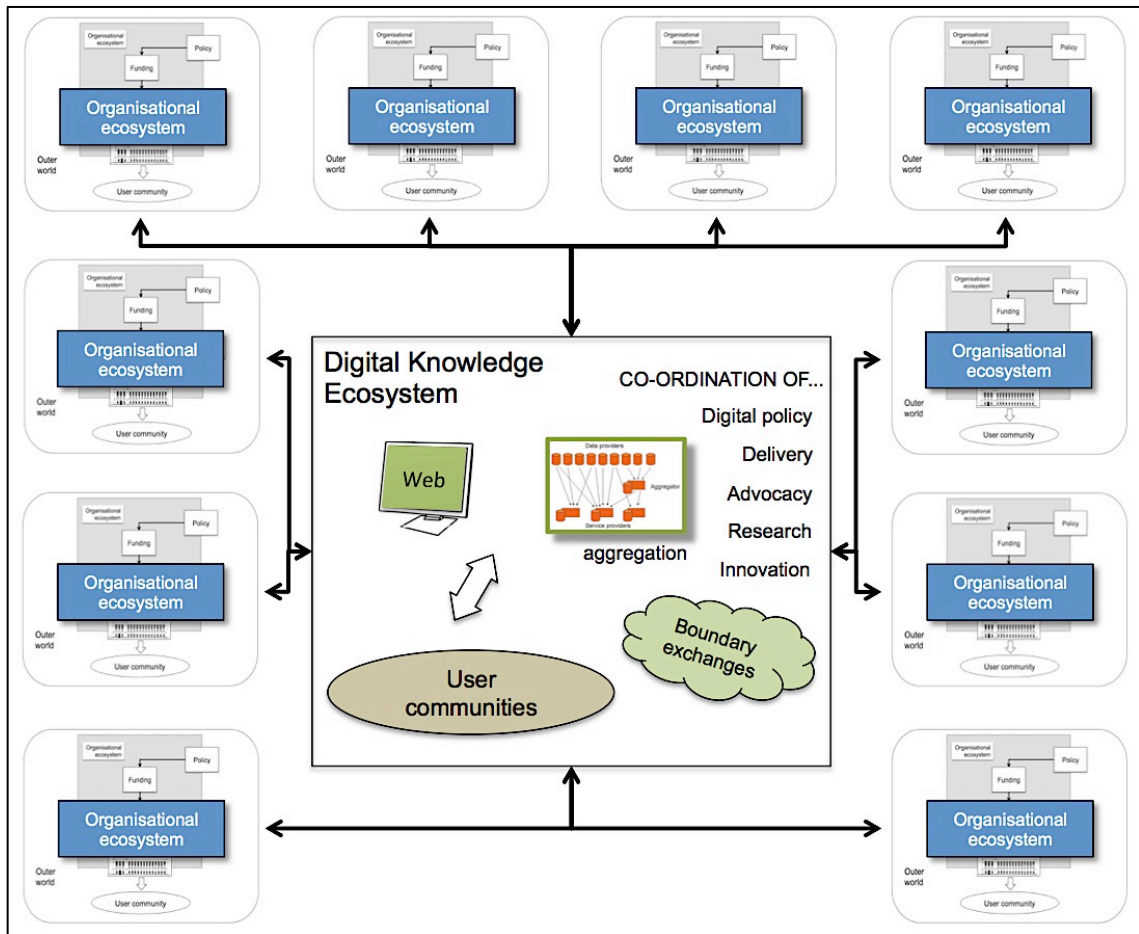 Organisational
ecosystem
Policy
Funding
Organisational
ecosystem
Outer
world
User community
Organisational
ecosystem
Policy
Funding
Organisational
ecosystem
Outer
world
User community
Organisational
ecosystem
Policy
Funding
Organisational
ecosystem
Outer
world
User community
Organisational
ecosystem
Policy
Funding
Organisational
ecosystem
Outer
world
User community
Organisational
ecosystem
Policy
Funding
Organisational
ecosystem
Outer
world
User community
Organisational
ecosystem
Policy
Funding
Organisational
ecosystem
Outer
world
User community
Digital Knowledge
Ecosystem
CO-ORDINATION OF...
Digital policy
Delivery
Advocacy
Research
Innovation
Web
Data providers
Aggregator
Service providers
aggregation
Boundary
exchanges
User
communities
Organisational
ecosystem
Policy
Funding
Organisational
ecosystem
Outer
world
User community
Organisational
ecosystem
Policy
Funding
Organisational
ecosystem
Outer
world
User community
Organisational
ecosystem
Policy
Funding
Organisational
ecosystem
Outer
world
User community
Organisational
ecosystem
Policy
Funding
Organisational
ecosystem
Outer
world
User community